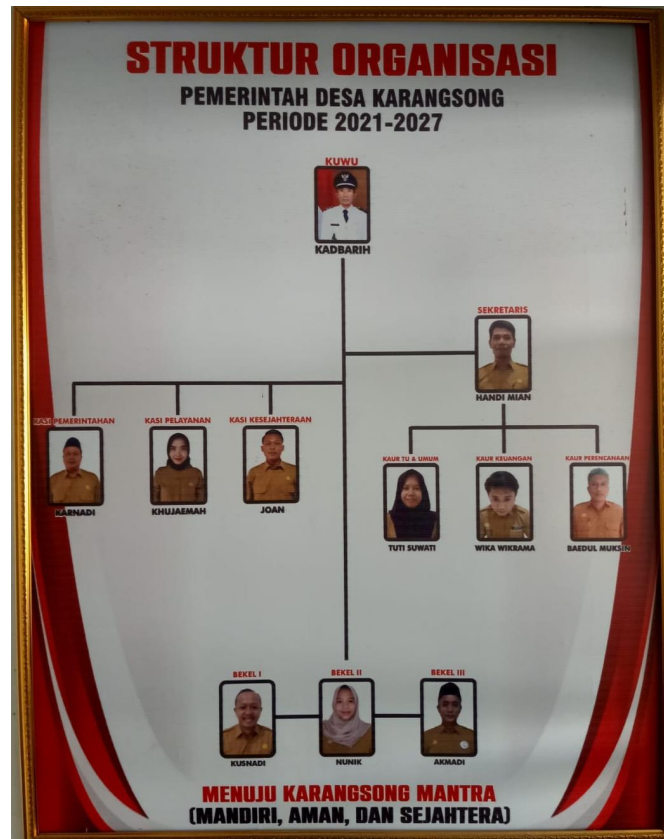 STRUKTUR ORGANISASI
PEMERINTAH DESA KARANGSONG
PERIODE 2021-2027
KUWU
KADBARIH
SEKRETARIS
HANDI MIAN
KASI PEMERINTAHAN
KASI PELAYANAN
KASI KESEJAHTERAAN
KARNADI
KHUJAEMAH
JOAN
KAUR TU & UMUM
KAUR KEUANGAN
KAUR PERENCANAAN
TUTI SUWATI
WIKA WIKRAMA
BAEDUL MUKSIN
BEKEL I
BEKEL II
BEKEL III
KUSNADI
NUNIK
AKMADI
MENUJU KARANGSONG MANTRA
(MANDIRI, AMAN, DAN SEJAHTERA)